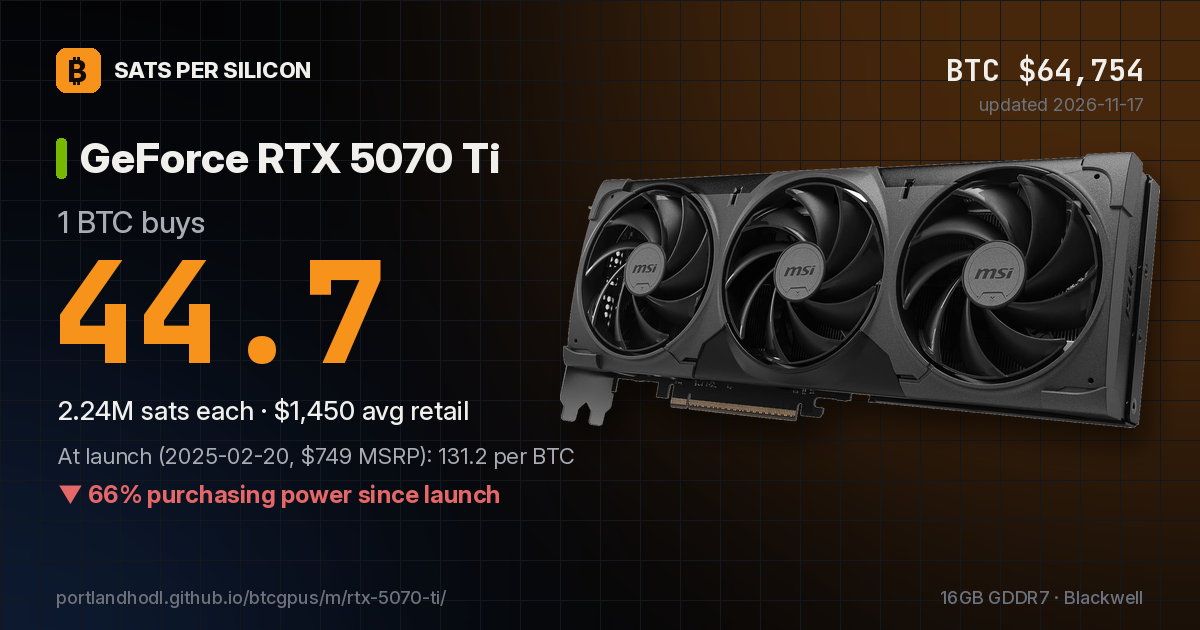 ₿ SATS PER SILICON
BTC $64,754
updated 2026-11-17
GeForce RTX 5070 Ti
1 BTC buys
44.7
2.24M sats each · $1,450 avg retail
At launch (2025-02-20, $749 MSRP): 131.2 per BTC
▼ 66% purchasing power since launch
msi
msi
msi
portlandhodl.github.io/btcgpus/m/rtx-5070-ti/
16GB GDDR7 · Blackwell